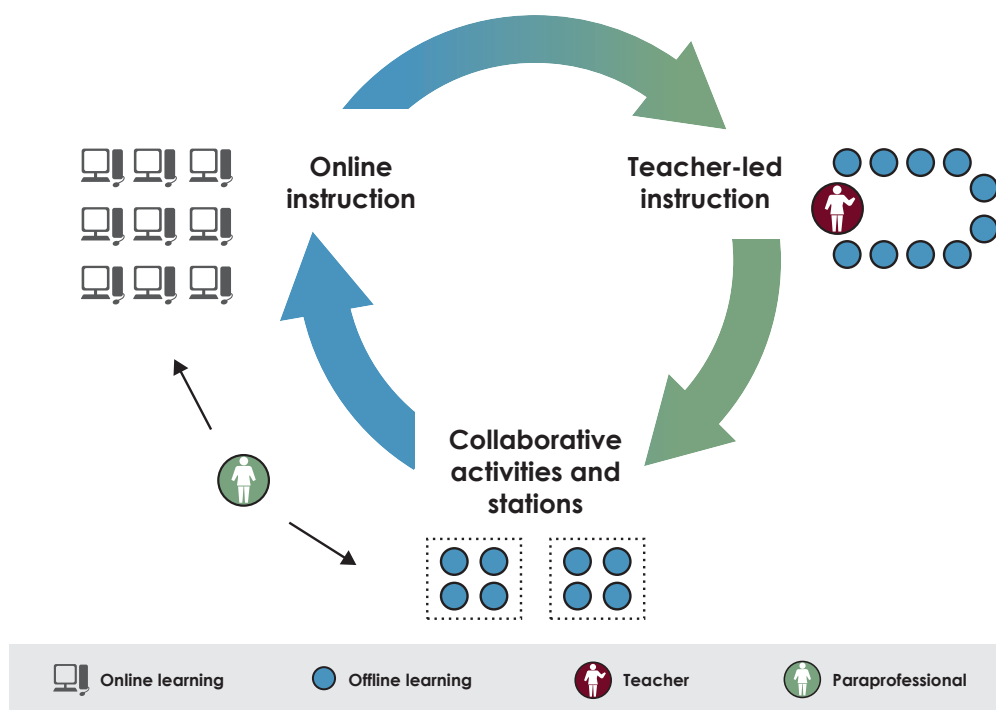 Online
instruction
Teacher-led
instruction
Collaborative
activities and
stations
Online learning
Offline learning
Teacher
Paraprofessional